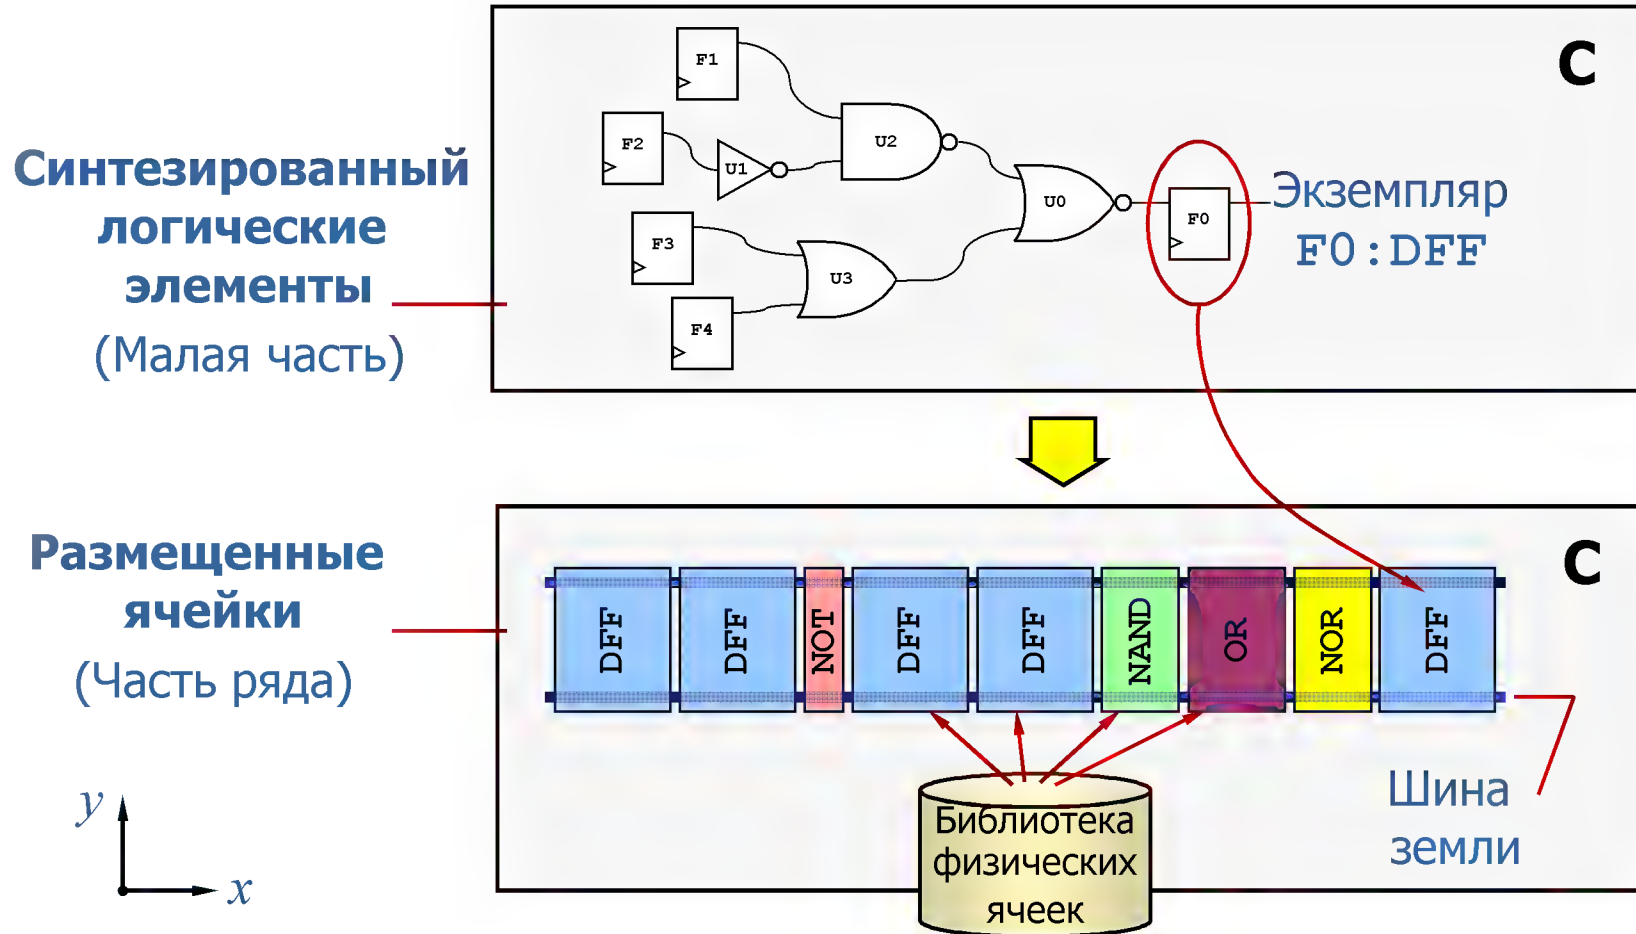 C
F1
F2
U1
U2
F3
U3
F4
U0
F0
Экземпляр
F0:DFF
Синтезированный
логические
элементы
(Малая часть)
C
Размещенные
ячейки
(Часть ряда)
DFF
DFF
NOT
DFF
DFF
NAND
OR
NOR
DFF
Шина
земли
Библиотека
физических
ячеек
y
x